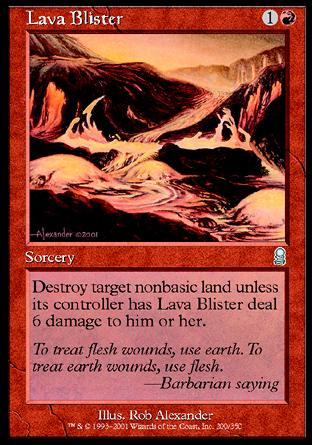 Lava Blister 1
—Alexander ©2001
Sorcery
Destroy target nonbasic land unless
its controller has Lava Blister deal
6 damage to him or her.
To treat flesh wounds, use earth. To
treat earth wounds, use flesh.
—Barbarian saying
Illus. Rob Alexander
™ & © 1993–2001 Wizards of the Coast, Inc. 200/350